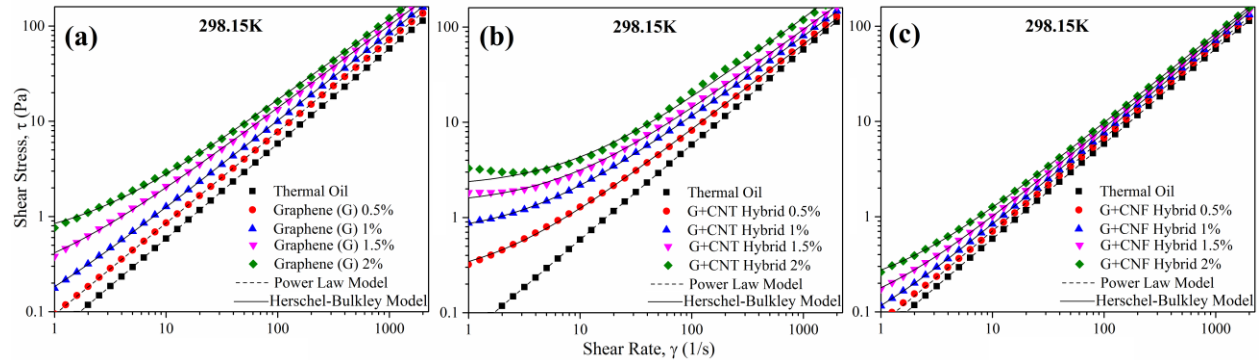 (a)
298.15K
Shear Stress, τ (Pa)
100
10
1
0.1
Thermal Oil
Graphene (G) 0.5%
Graphene (G) 1%
Graphene (G) 1.5%
Graphene (G) 2%
Power Law Model
Herschel-Bulkley Model
1
10
100
1000
(b)
298.15K
100
10
1
0.1
Thermal Oil
G+CNT Hybrid 0.5%
G+CNT Hybrid 1%
G+CNT Hybrid 1.5%
G+CNT Hybrid 2%
Power Law Model
Herschel-Bulkley Model
1
10
100
1000
Shear Rate, γ (1/s)
(c)
298.15K
100
10
1
0.1
Thermal Oil
G+CNF Hybrid 0.5%
G+CNF Hybrid 1%
G+CNF Hybrid 1.5%
G+CNF Hybrid 2%
Power Law Model
Herschel-Bulkley Model
1
10
100
1000